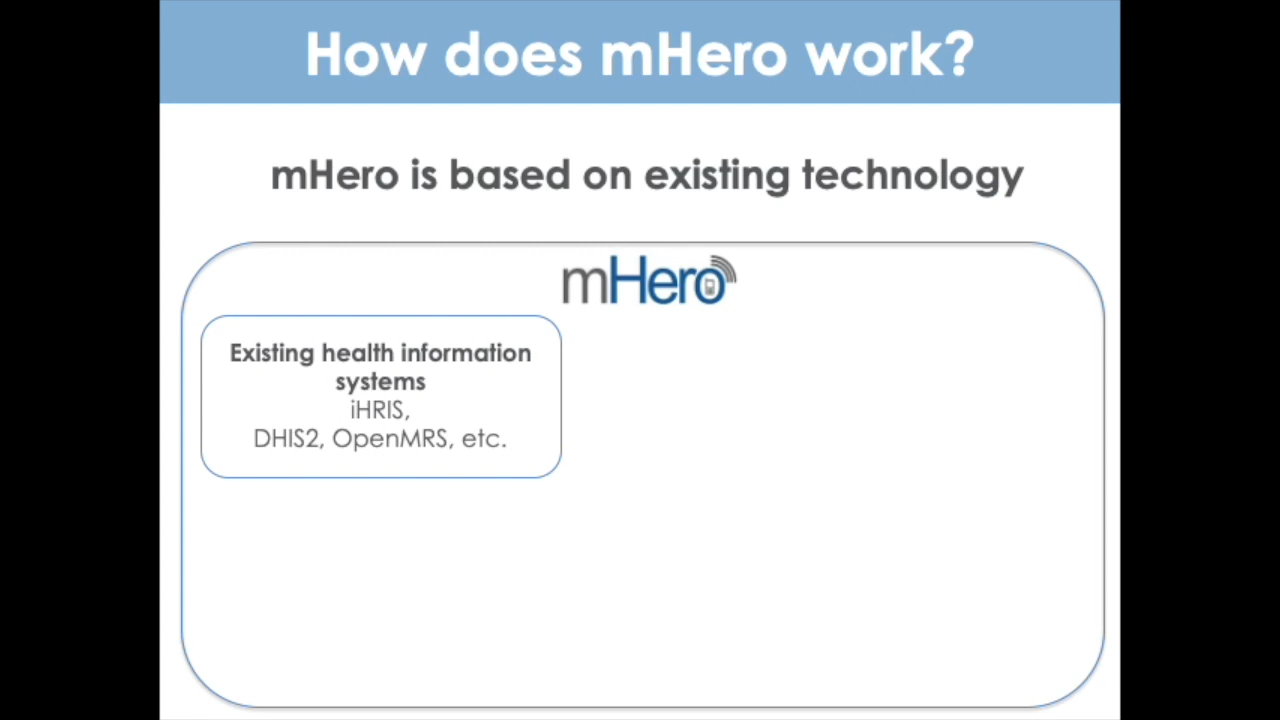 How does mHero work?
mHero is based on existing technology
mHero
Existing health information
systems
iHRIS,
DHIS2, OpenMRS, etc.